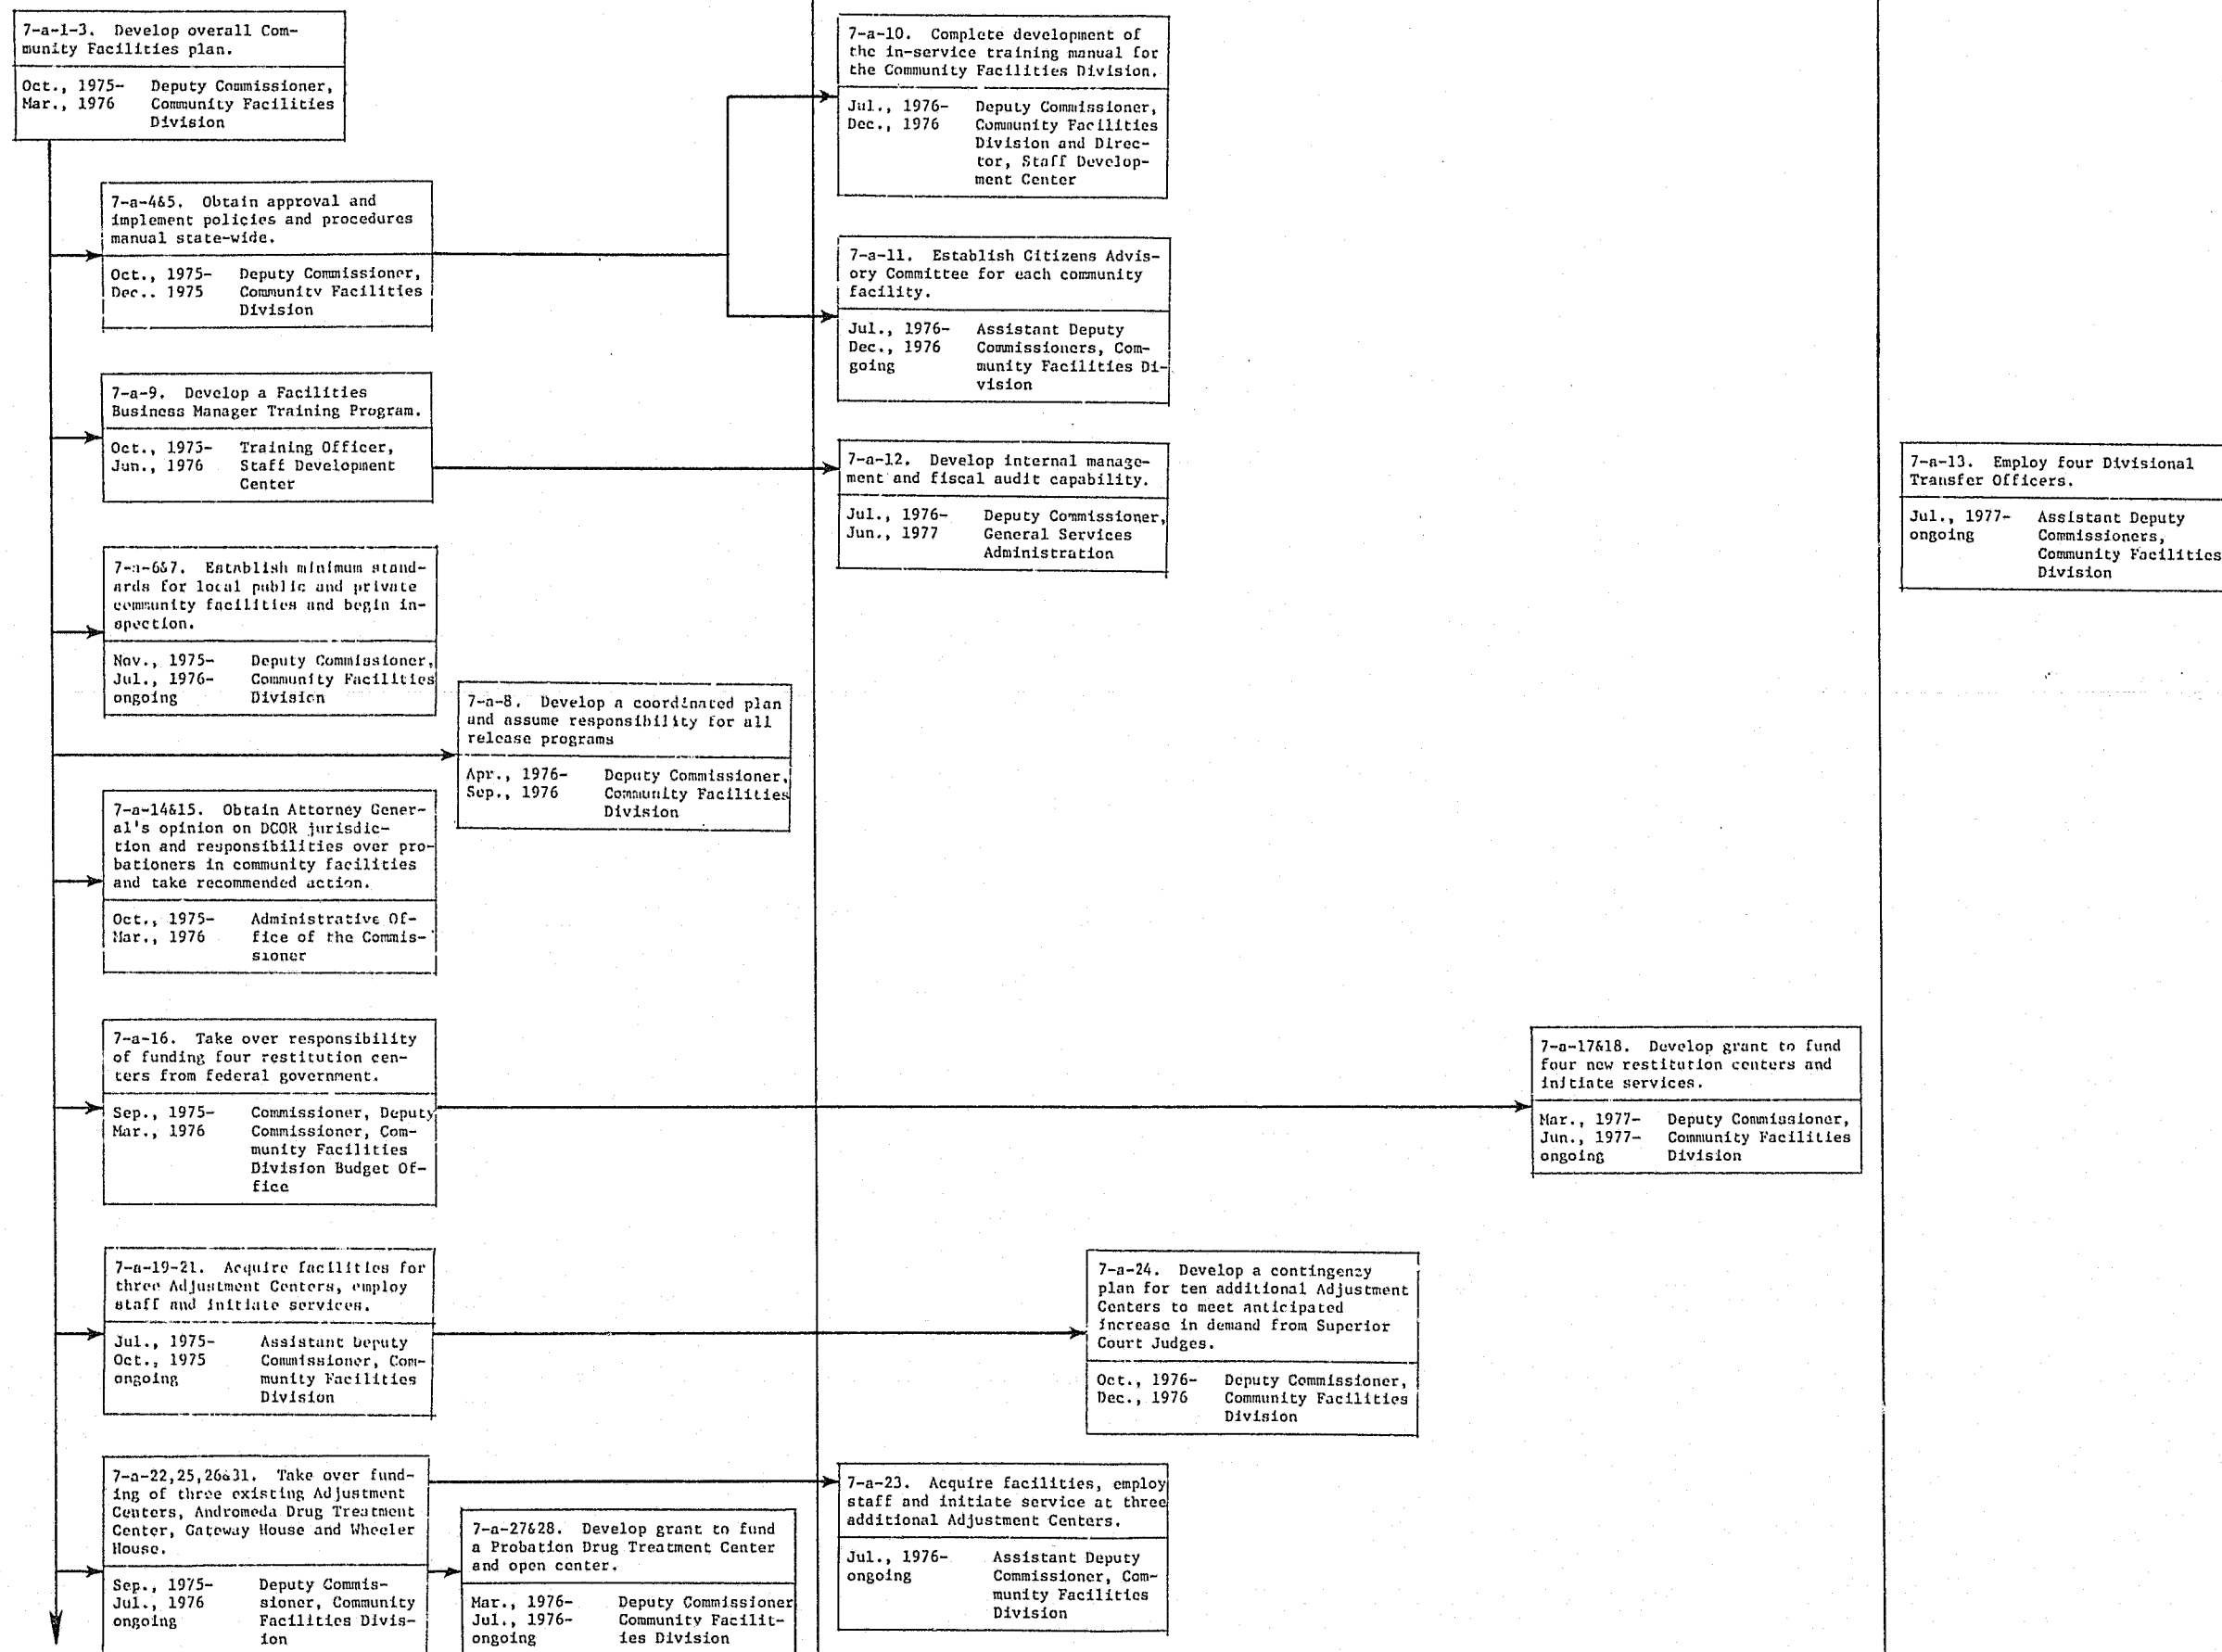 7-a-1-3. Develop overall Com-
munity Facilities plan.
Oct., 1975- Deputy Commissioner,
Mar., 1976 Community Facilities
Division
7-a-4&5. Obtain approval and
implement policies and procedures
manual state-wide.
Oct., 1975- Deputy Commissioner,
Dec., 1975 Community Facilities
Division
7-a-9. Develop a Facilities
Business Manager Training Program.
Oct., 1975- Training Officer,
Jun., 1976 Staff Development
Center
7-a-6&7. Establish minimum stand-
ards for local public and private
community facilities and begin in-
spection.
Nov., 1975- Deputy Commissioner,
Jul., 1976- Community Facilities
ongoing Division
7-a-8. Develop a coordinated plan
and assume responsibility for all
release programs
Apr., 1976- Deputy Commissioner,
Sep., 1976 Community Facilities
Division
7-a-14&15. Obtain Attorney Gener-
al's opinion on DCOR jurisdic-
tion and responsibilities over pro-
bationers in community facilities
and take recommended action.
Oct., 1975- Administrative Of-
Mar., 1976 fice of the Commis-
sioner
7-a-16. Take over responsibility
of funding four restitution cen-
ters from federal government.
Sep., 1975- Commissioner, Deputy
Mar., 1976 Commissioner, Com-
munity Facilities
Division Budget Of-
fice
7-a-19-21. Acquire facilities for
three Adjustment Centers, employ
staff and initiate services.
Jul., 1975- Assistant Deputy
Oct., 1975 Commissioner, Com-
ongoing munity Facilities
Division
7-a-22,25,26&31. Take over fund-
ing of three existing Adjustment
Centers, Andromeda Drug Treatment
Center, Gateway House and Wheeler
House.
Sep., 1975- Deputy Commis-
Jul., 1976 sioner, Community
ongoing Facilities Divis-
ion
7-a-27&28. Develop grant to fund
a Probation Drug Treatment Center
and open center.
Mar., 1976- Deputy Commissioner
Jul., 1976- Community Facilit-
ongoing ies Division
7-a-10. Complete development of
the in-service training manual for
the Community Facilities Division.
Jul., 1976- Deputy Commissioner,
Dec., 1976 Community Facilities
Division and Direc-
tor, Staff Develop-
ment Center
7-a-11. Establish Citizens Advis-
ory Committee for each community
facility.
Jul., 1976- Assistant Deputy
Dec., 1976 Commissioners, Com-
going munity Facilities Di-
vision
7-a-12. Develop internal manage-
ment and fiscal audit capability.
Jul., 1976- Deputy Commissioner,
Jun., 1977 General Services
Administration
7-a-24. Develop a contingency
plan for ten additional Adjustment
Centers to meet anticipated
increase in demand from Superior
Court Judges.
Oct., 1976- Deputy Commissioner,
Dec., 1976 Community Facilities
Division
7-a-23. Acquire facilities, employ
staff and initiate service at three
additional Adjustment Centers.
Jul., 1976- Assistant Deputy
ongoing Commissioner, Com-
munity Facilities
Division
7-a-17&18. Develop grant to fund
four new restitution centers and
initiate services.
Mar., 1977- Deputy Commissioner,
Jun., 1977- Community Facilities
ongoing Division
7-a-13. Employ four Divisional
Transfer Officers.
Jul., 1977- Assistant Deputy
ongoing Commissioners,
Community Facilities
Division